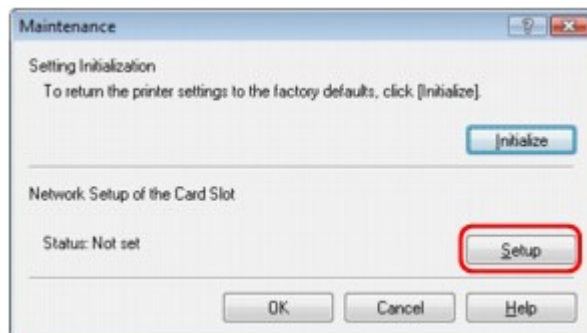 Maintenance
Setting Initialization
To return the printer settings to the factory defaults, click [Initialize].
Initialize
Network Setup of the Card Slot
Status: Not set
Setup
OK Cancel Help